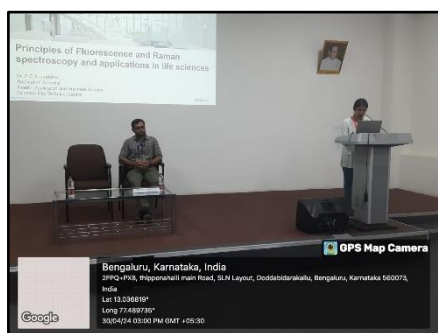 Principles of Fluorescence and Raman
spectroscopy and applications in life sciences
GPS Map Camera
Bengaluru, Karnataka, India
2FPQ+PX8, thipponahalli main Road, SLN Layout, Doddabidarakallu, Bengaluru, Karnataka 560073,
India
Lat 13.036819°
Long 77.489735°
30/04/24 03:00 PM GMT +05:30
Google